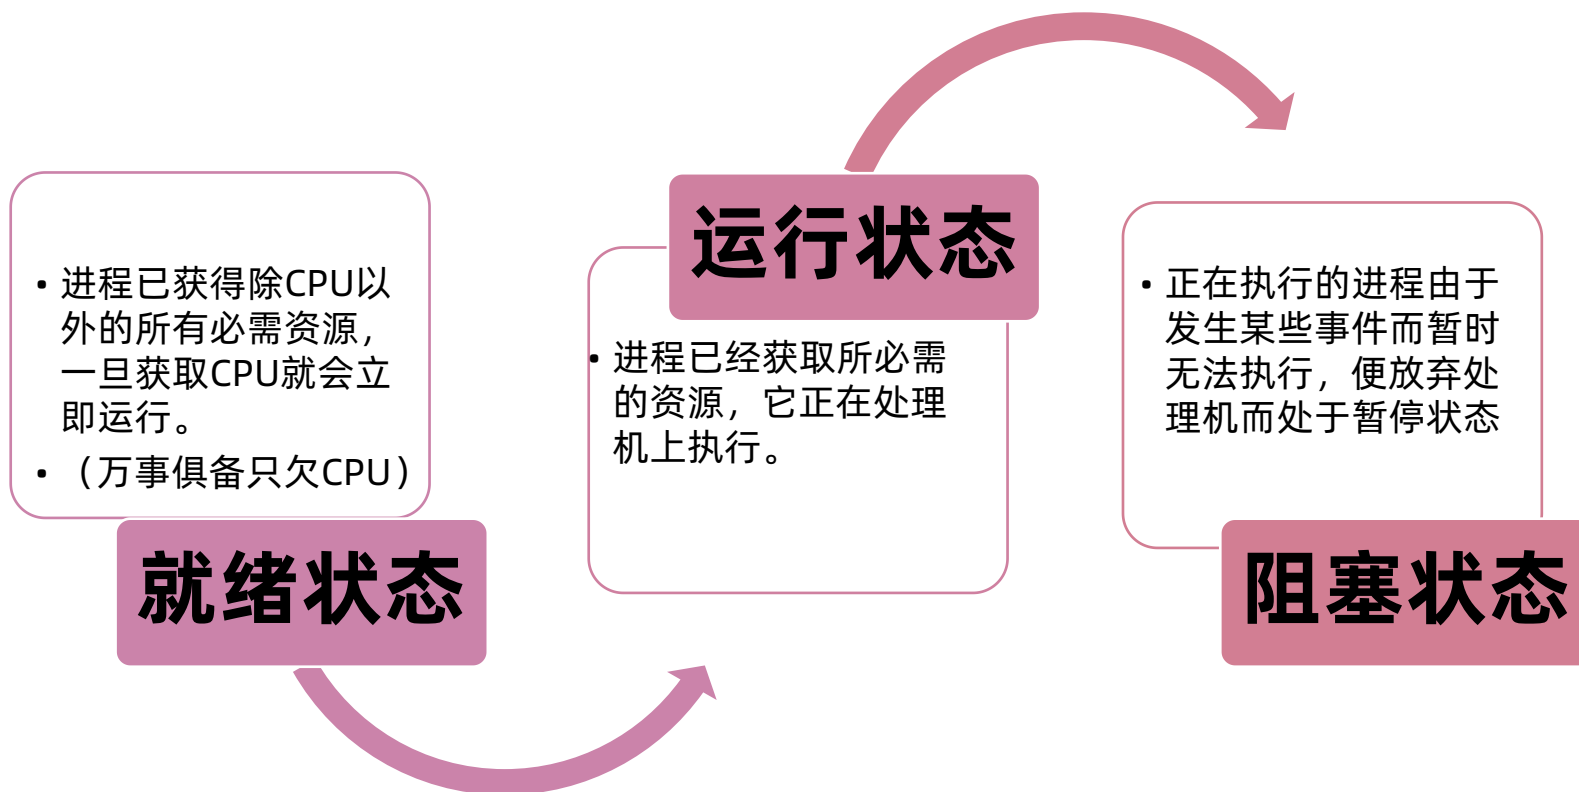 • 进程已获得除CPU以
外的所有必需资源，
一旦获取CPU就会立
即运行。
• （万事俱备只欠CPU）
就绪状态
运行状态
• 进程已经获取所必需
的资源，它正在处理
机上执行。
• 正在执行的进程由于
发生某些事件而暂时
无法执行，便放弃处
理机而处于暂停状态
阻塞状态